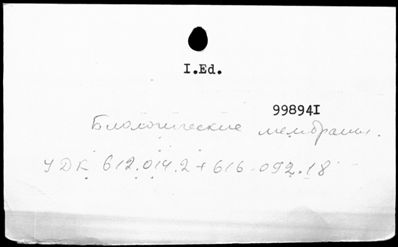 I.Ed.
99894I
Биологические мембраны.
УДК 612.014.2+616-092.18